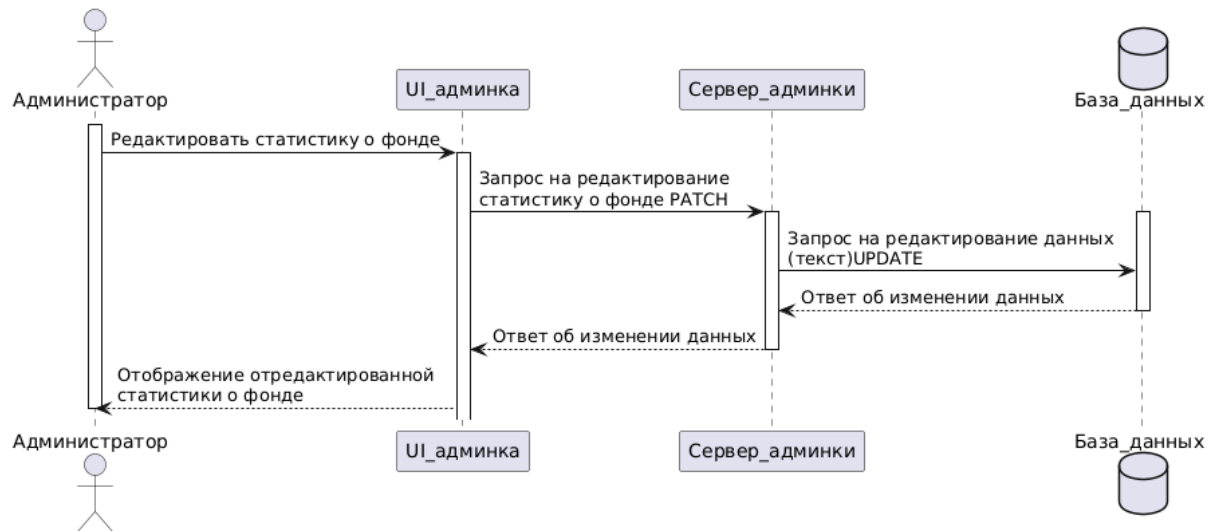 Администратор
UI_админка
Сервер_админки
База_данных
Редактировать статистику о фонде
Запрос на редактирование
статистику о фонде PATCH
Запрос на редактирование данных
(текст)UPDATE
Ответ об изменении данных
Ответ об изменении данных
Отображение отредактированной
статистики о фонде
Администратор
UI_админка
Сервер_админки
База_данных